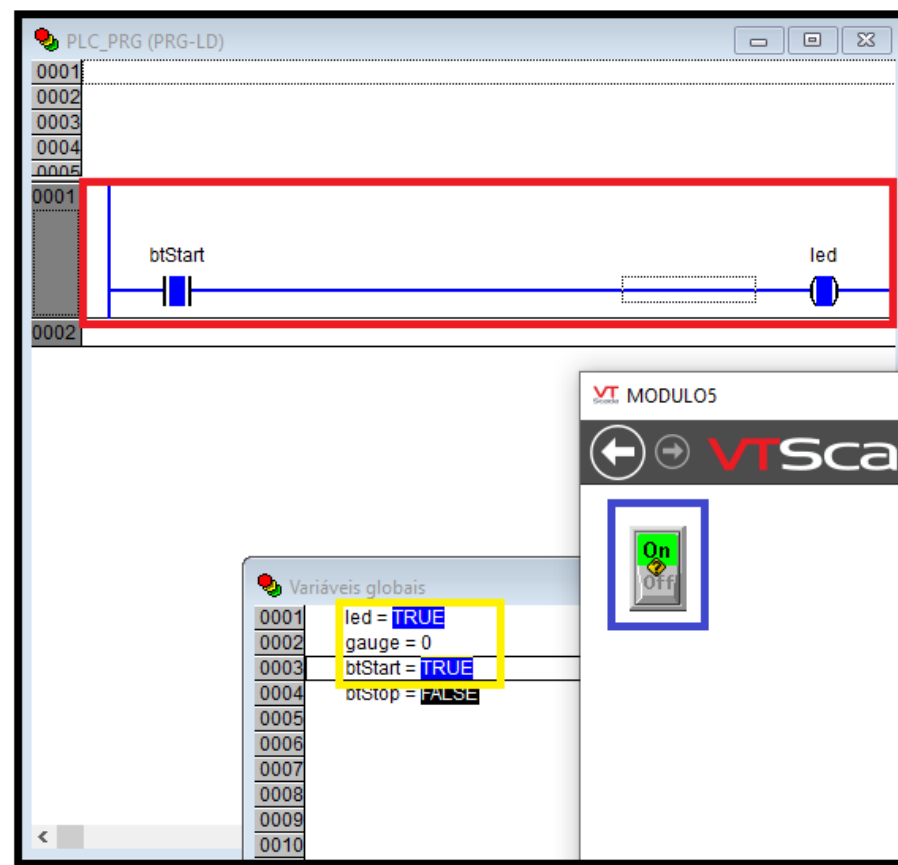 PLC_PRG (PRG-LD)
0001
0002
0003
0004
0005
0001
btStart led
0002
MODULO5
VTSca
On
Off
Variáveis globais
0001 led = TRUE
0002 gauge = 0
0003 btStart = TRUE
0004 btStop = FALSE
0005
0006
0007
0008
0009
0010